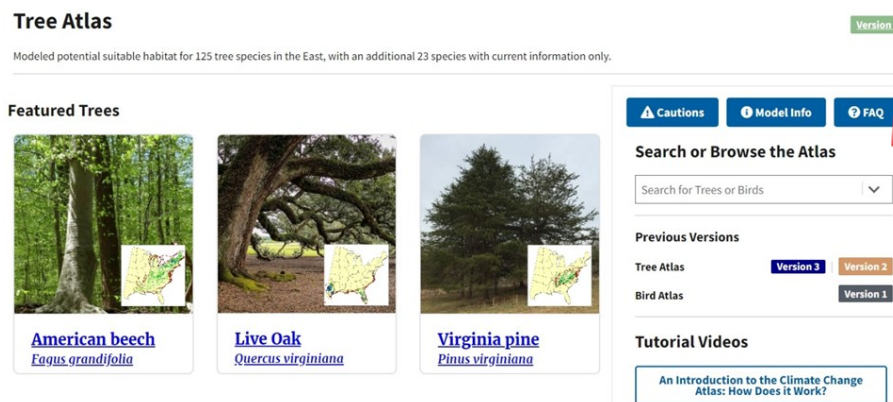 Tree Atlas
Version
Modeled potential suitable habitat for 125 tree species in the East, with an additional 23 species with current information only.
Featured Trees
American beech
Fagus grandifolia
Live Oak
Quercus virginiana
Virginia pine
Pinus virginiana
Cautions
Model Info
FAQ
Search or Browse the Atlas
Search for Trees or Birds
Previous Versions
Tree Atlas
Version 3
Version 2
Bird Atlas
Version 1
Tutorial Videos
An Introduction to the Climate Change
Atlas: How Does it Work?